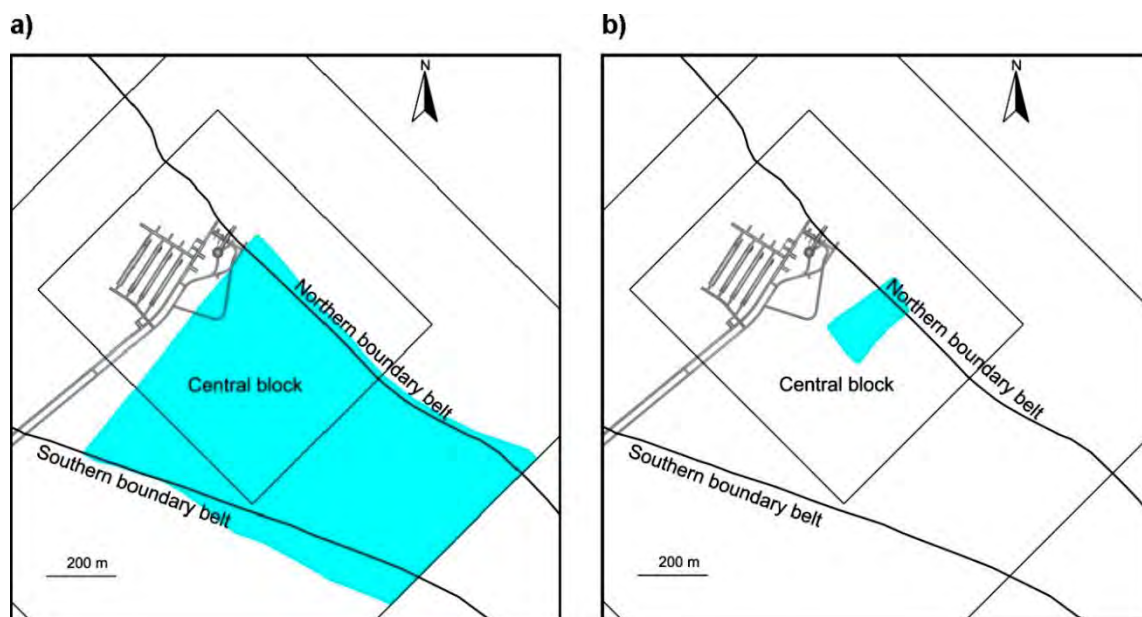 a)
N
Northern boundary belt
Central block
Southern boundary belt
200 m
b)
N
Northern boundary belt
Central block
Southern boundary belt
200 m